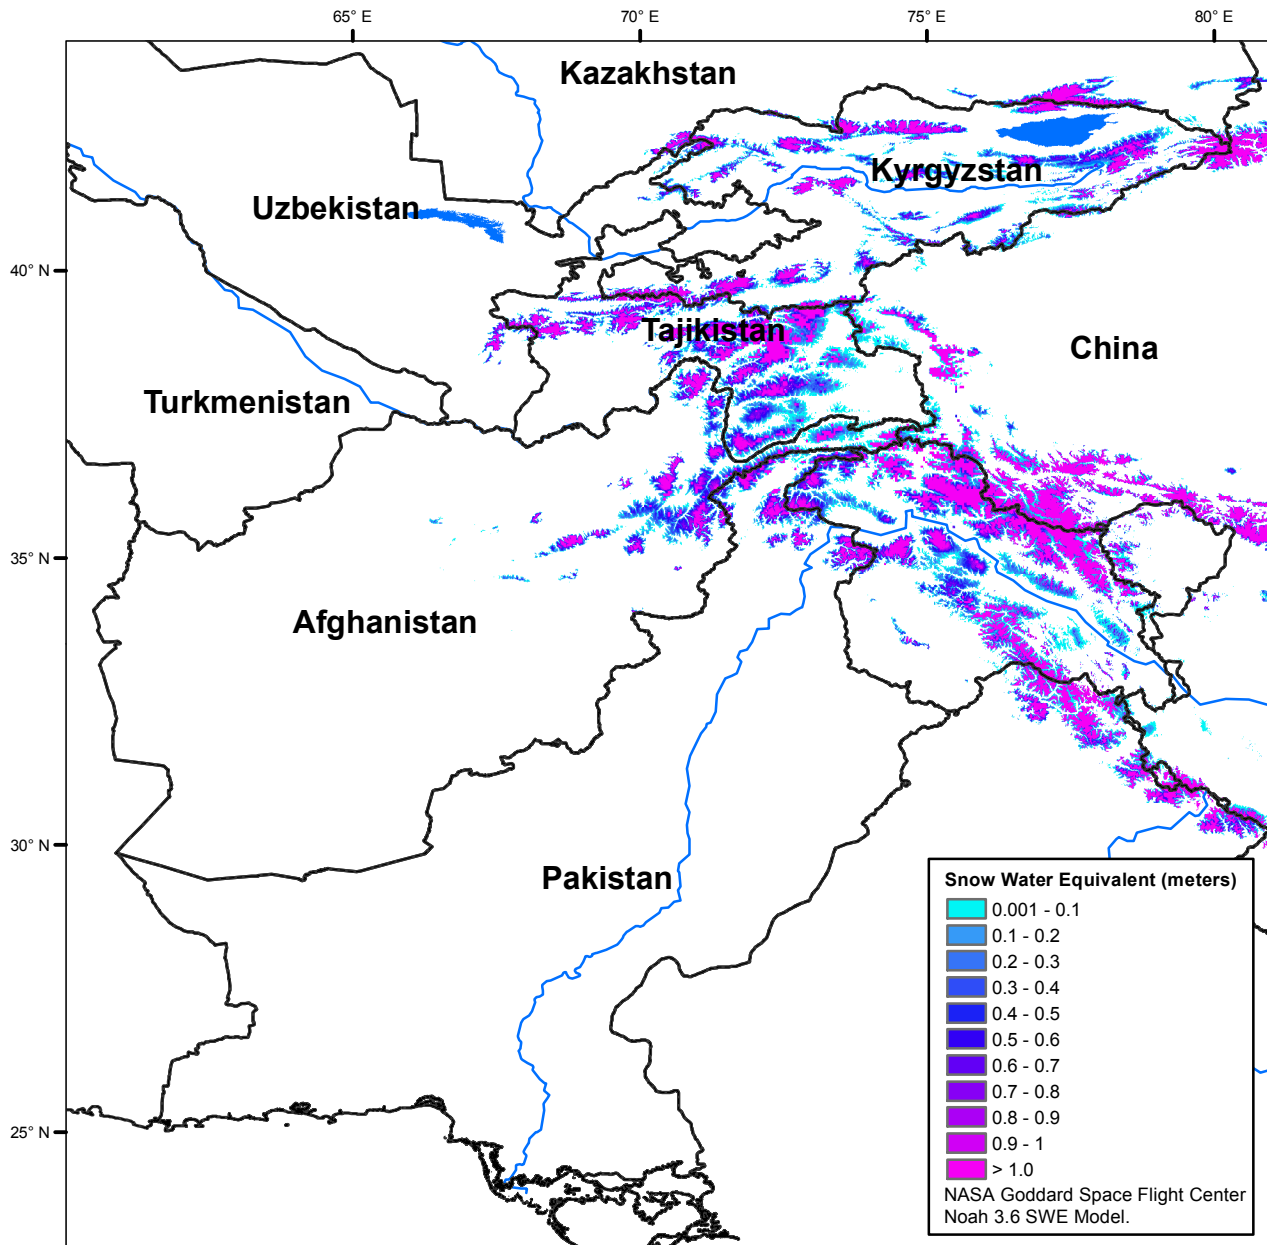 65° E 70° E 75° E 80° E
Kazakhstan
Kyrgyzstan
Uzbekistan
40° N
Tajikistan
China
Turkmenistan
35° N
Afghanistan
30° N
Pakistan
25° N
Snow Water Equivalent (meters)
0.001 - 0.1
0.1 - 0.2
0.2 - 0.3
0.3 - 0.4
0.4 - 0.5
0.5 - 0.6
0.6 - 0.7
0.7 - 0.8
0.8 - 0.9
0.9 - 1
> 1.0
NASA Goddard Space Flight Center
Noah 3.6 SWE Model.